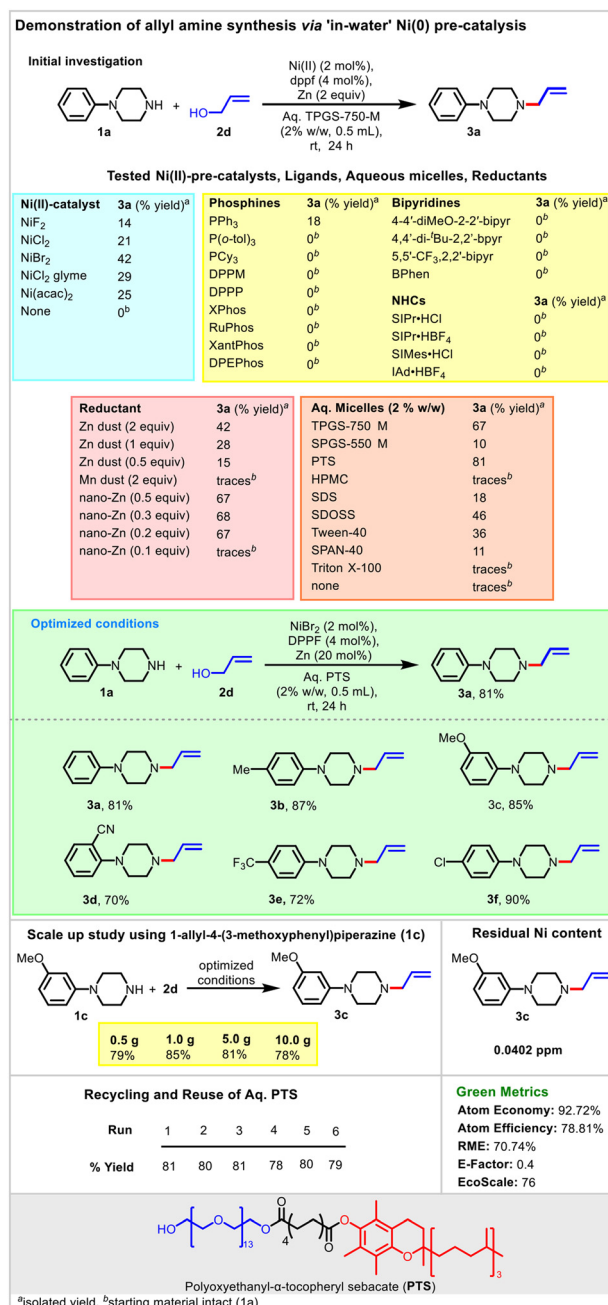 Demonstration of allyl amine synthesis via 'in-water' Ni(0) pre-catalysis
Initial investigation
N
NH
1a
+
HO
2d
Ni(II) (2 mol%),
dppf (4 mol%),
Zn (2 equiv)
Aq. TPGS-750-M
(2% w/w, 0.5 mL),
rt, 24 h
N
N
3a
Tested Ni(II)-pre-catalysts, Ligands, Aqueous micelles, Reductants
Ni(II)-catalyst 3a (% yield)a
NiF2 14
NiCl2 21
NiBr2 42
NiCl2 glyme 29
Ni(acac)2 25
None 0b
Phosphines 3a (% yield)a
PPh3 18
P(o-tol)3 0b
PCy3 0b
DPPM 0b
DPPP 0b
XPhos 0b
RuPhos 0b
XantPhos 0b
DPEPhos 0b
Bipyridines 3a (% yield)a
4-4'-diMeO-2-2'-bipyr 0b
4,4'-di-tBu-2,2'-bpyr 0b
5,5'-CF3,2,2'-bipyr 0b
BPhen 0b
NHCs 3a (% yield)a
SIPr•HCl 0b
SIPr•HBF4 0b
SIMes•HCl 0b
IAd•HBF4 0b
Reductant 3a (% yield)a
Zn dust (2 equiv) 42
Zn dust (1 equiv) 28
Zn dust (0.5 equiv) 15
Mn dust (2 equiv) tracesb
nano-Zn (0.5 equiv) 67
nano-Zn (0.3 equiv) 68
nano-Zn (0.2 equiv) 67
nano-Zn (0.1 equiv) tracesb
Aq. Micelles (2 % w/w) 3a (% yield)a
TPGS-750 M 67
SPGS-550 M 10
PTS 81
HPMC tracesb
SDS 18
SDOSS 46
Tween-40 36
SPAN-40 11
Triton X-100 tracesb
none tracesb
Optimized conditions
N
NH
1a
+
HO
2d
NiBr2 (2 mol%),
DPPF (4 mol%),
Zn (20 mol%)
Aq. PTS
(2% w/w, 0.5 mL),
rt, 24 h
N
N
3a, 81%
N
N
3a, 81%
Me
N
N
3b, 87%
MeO
N
N
3c, 85%
CN
N
N
3d, 70%
F3C
N
N
3e, 72%
Cl
N
N
3f, 90%
Scale up study using 1-allyl-4-(3-methoxyphenyl)piperazine (1c)
MeO
N
NH + 2d
1c
optimized
conditions
MeO
N
N
3c
0.5 g 1.0 g 5.0 g 10.0 g
79% 85% 81% 78%
Residual Ni content
MeO
N
N
3c
0.0402 ppm
Recycling and Reuse of Aq. PTS
Run 1 2 3 4 5 6
% Yield 81 80 81 78 80 79
Green Metrics
Atom Economy: 92.72%
Atom Efficiency: 78.81%
RME: 70.74%
E-Factor: 0.4
EcoScale: 76
HO
O
13
O
O
4
O
O
O
3
Polyoxyethanyl-α-tocopheryl sebacate (PTS)
aisolated yield, bstarting material intact (1a)